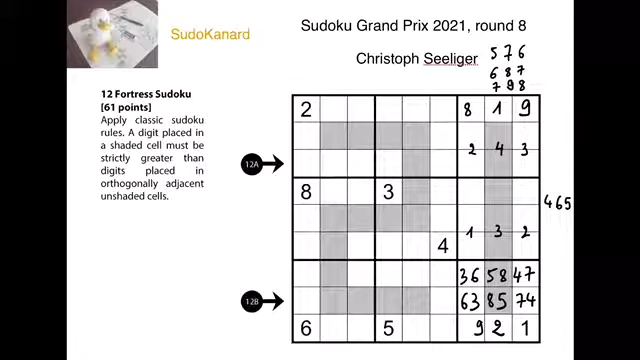 SudoKanard
Sudoku Grand Prix 2021, round 8
Christoph Seeliger
5 7 6
6 8 7
7 9 8
12 Fortress Sudoku
[61 points]
Apply classic sudoku
rules. A digit placed in
a shaded cell must be
strictly greater than
digits placed in
orthogonally adjacent
unshaded cells.
2 8 1 9
12A
2 4 3
8 3
465
1 3 2
4
36 58 47
12B
63 85 74
6 5 9 2 1